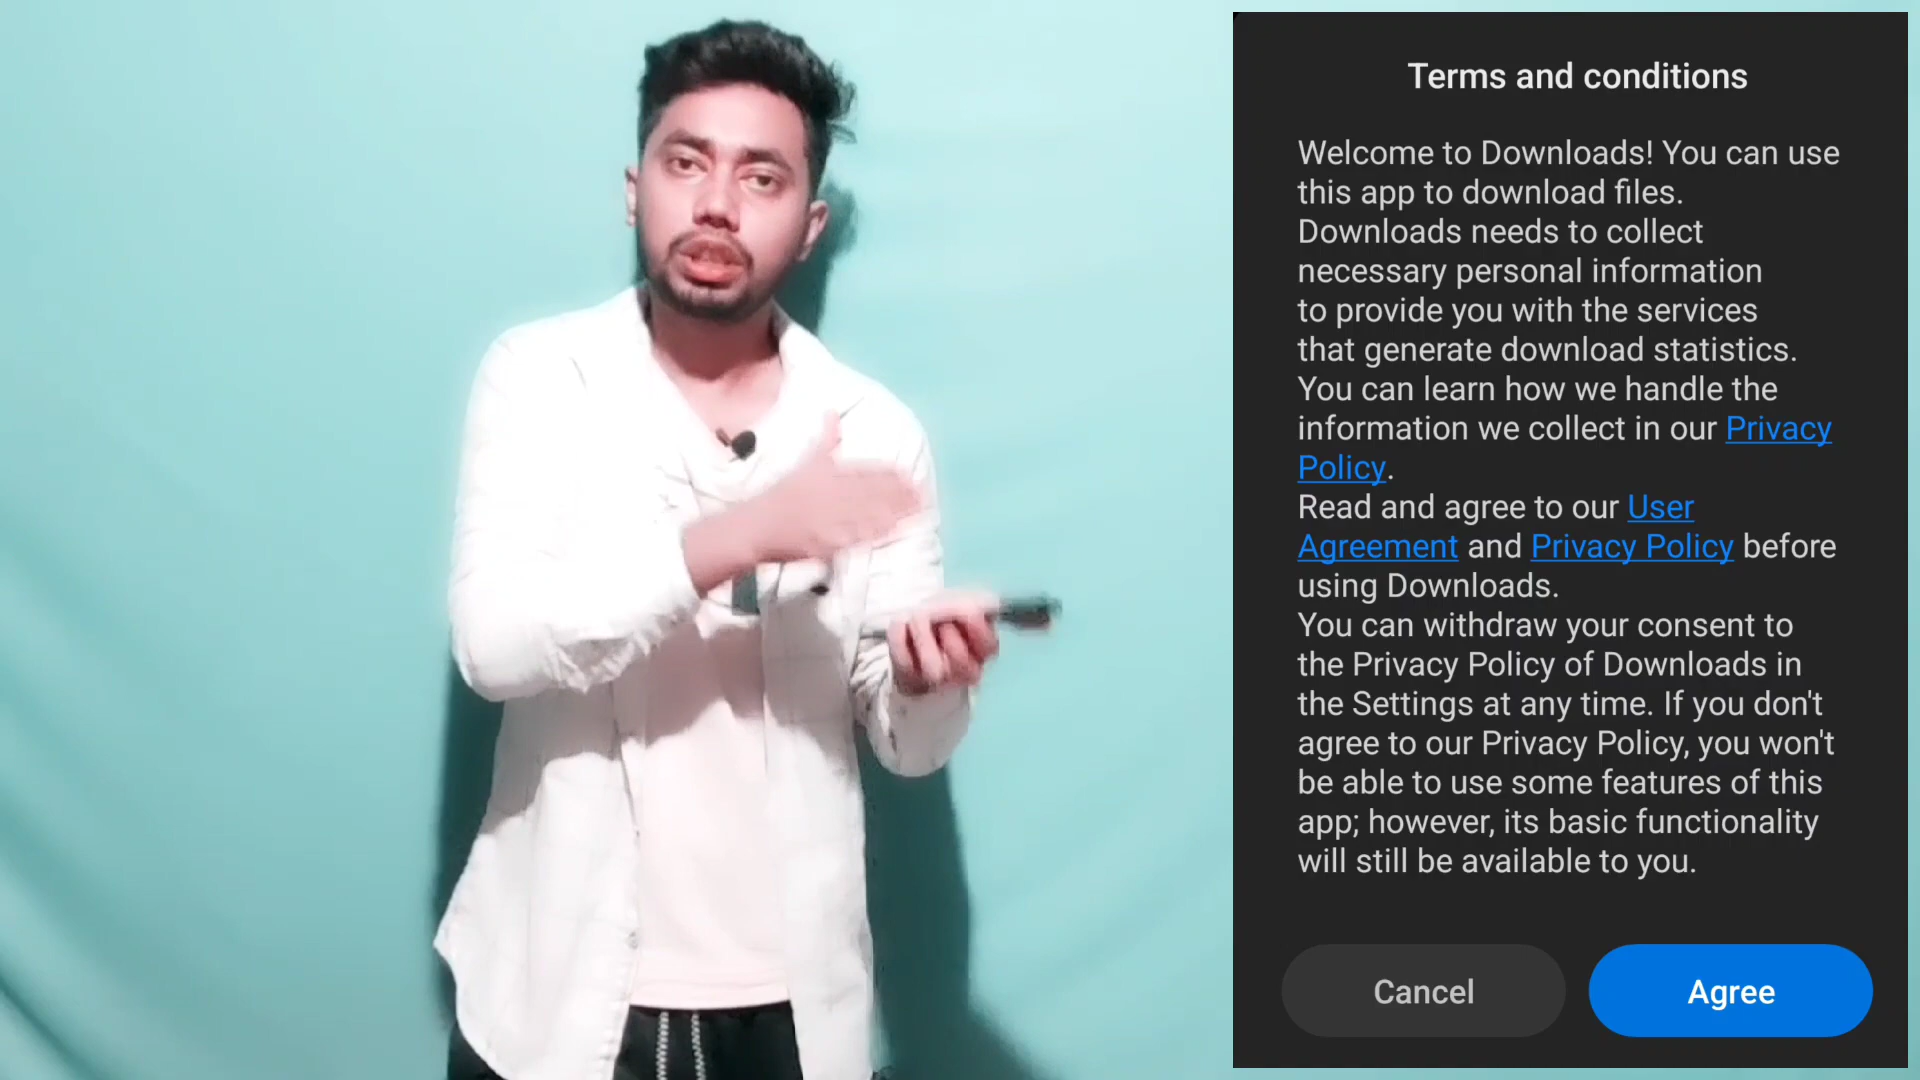 Terms and conditions
Welcome to Downloads! You can use
this app to download files.
Downloads needs to collect
necessary personal information
to provide you with the services
that generate download statistics.
You can learn how we handle the
information we collect in our Privacy
Policy.
Read and agree to our User
Agreement and Privacy Policy before
using Downloads.
You can withdraw your consent to
the Privacy Policy of Downloads in
the Settings at any time. If you don't
agree to our Privacy Policy, you won't
be able to use some features of this
app; however, its basic functionality
will still be available to you.
Cancel
Agree